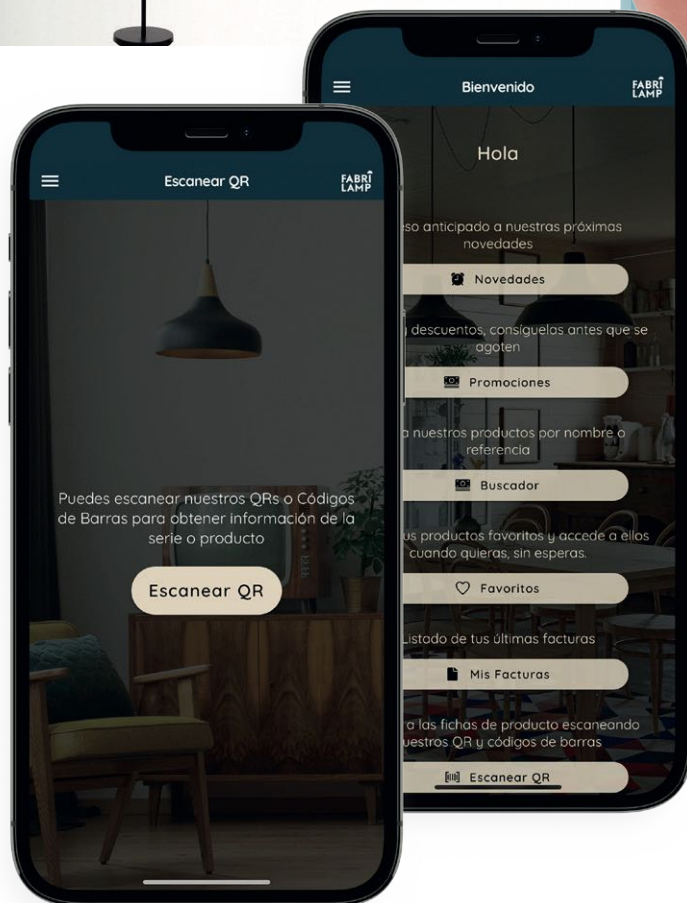 Escanear QR
FABRI
LAMP
Puedes escanear nuestros QRs o Códigos
de Barras para obtener información de la
serie o producto
Escanear QR
Bienvenido
FABRI
LAMP
Hola
anticipado a nuestras próximas
novedades
Novedades
descuentos, consíguelas antes que se
agoten
Promociones
nuestros productos por nombre o
referencia
Buscador
productos favoritos y accede a ellos
cuando quieras, sin esperas.
Favoritos
Listado de tus últimas facturas
Mis Facturas
a las fichas de producto escaneando
QR y códigos de barras
Escanear QR